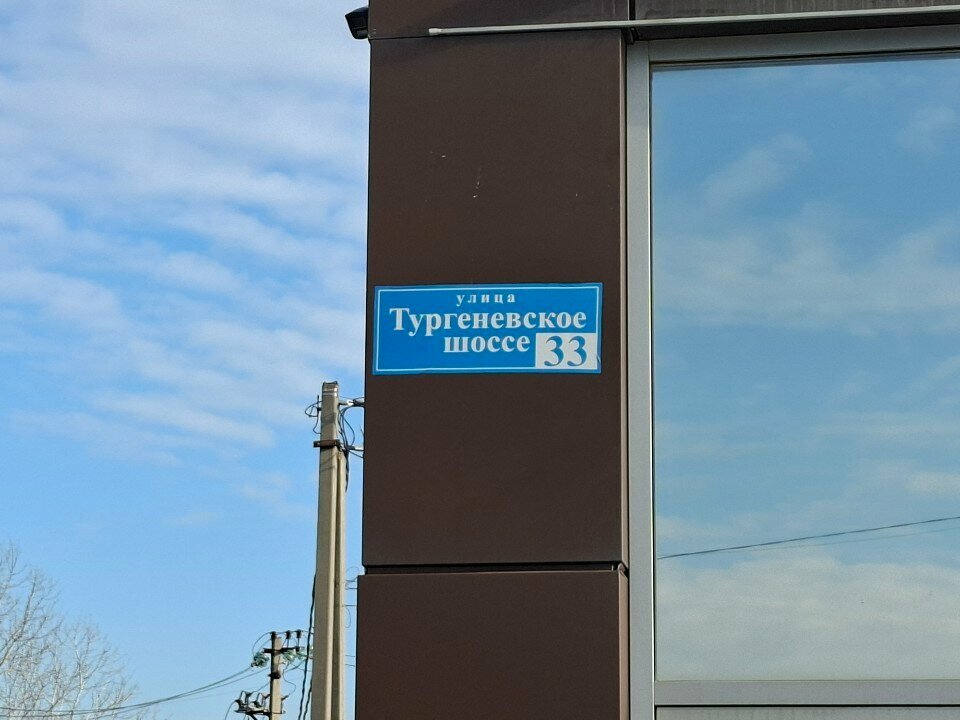 улица
Тургеневское
шоссе 33